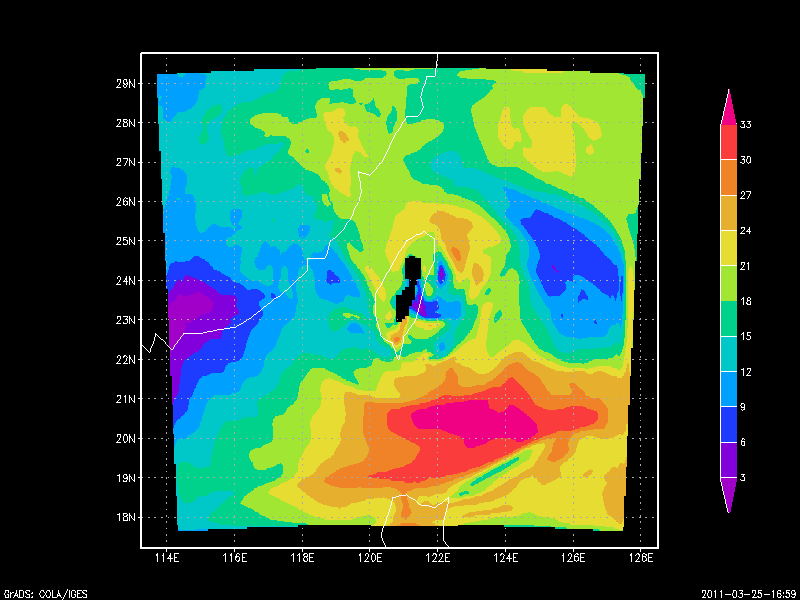 29N
28N
27N
26N
25N
24N
23N
22N
21N
20N
19N
18N
114E 116E 118E 120E 122E 124E 126E 128E
33
30
27
24
21
18
15
12
9
6
3
GrADS: COLA/IGES 2011-03-25-16:59